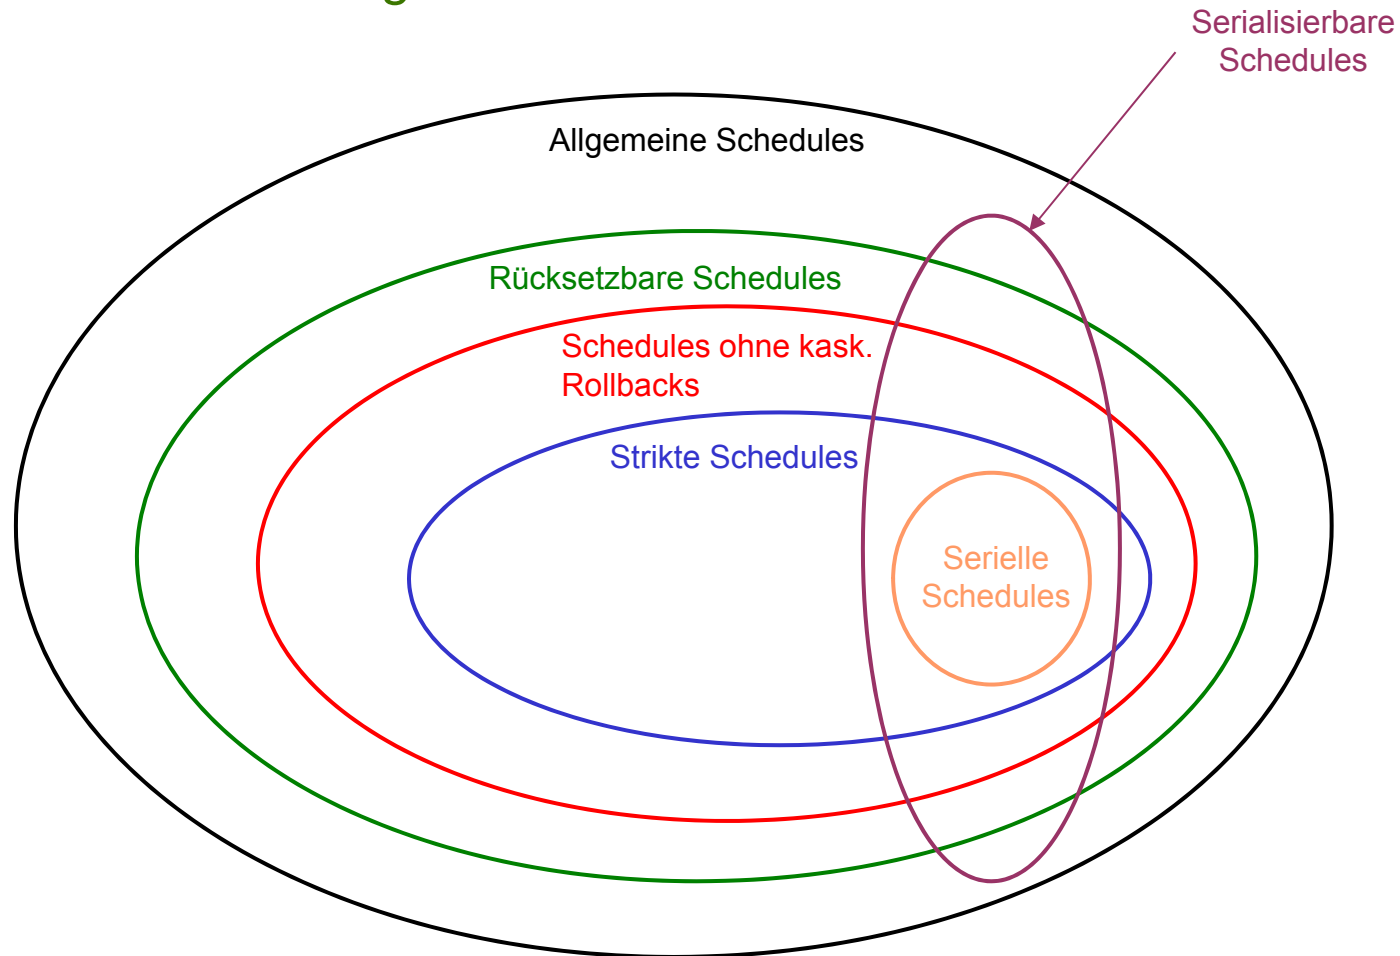 Serialisierbare
Schedules
Allgemeine Schedules
Rücksetzbare Schedules
Schedules ohne kask.
Rollbacks
Strikte Schedules
Serielle
Schedules